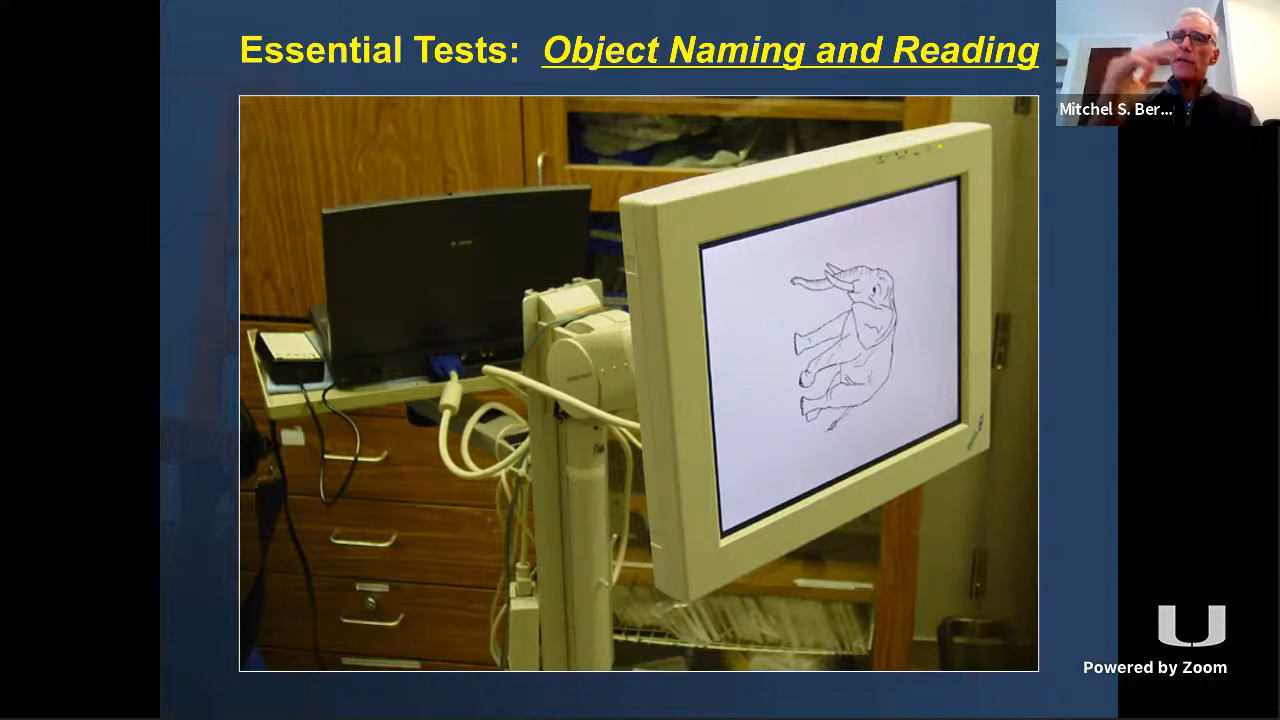 Essential Tests: Object Naming and Reading
Mitchel S. Ber...
U
Powered by Zoom